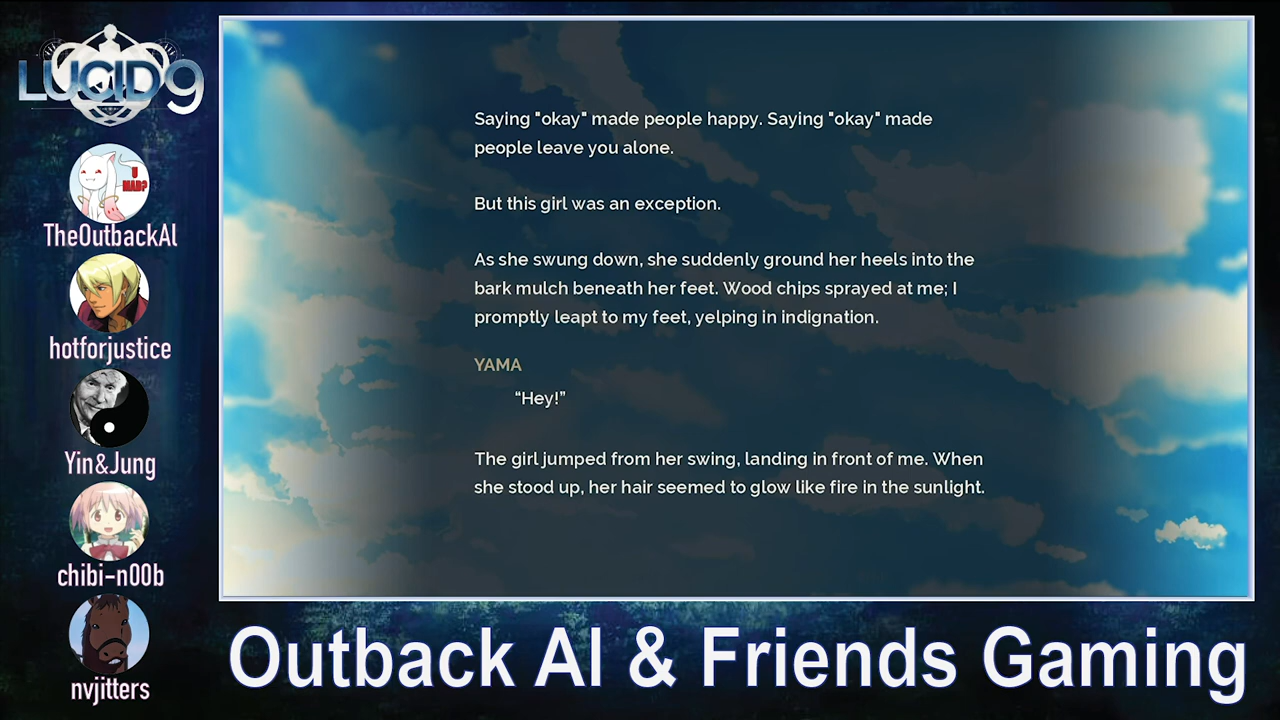 LUCID9
U
MAD?
TheOutbackAl
hotforjustice
Yin&Jung
chibi-n00b
nvjitters
Saying "okay" made people happy. Saying "okay" made
people leave you alone.
But this girl was an exception.
As she swung down, she suddenly ground her heels into the
bark mulch beneath her feet. Wood chips sprayed at me; I
promptly leapt to my feet, yelping in indignation.
YAMA
“Hey!”
The girl jumped from her swing, landing in front of me. When
she stood up, her hair seemed to glow like fire in the sunlight.
Outback Al & Friends Gaming